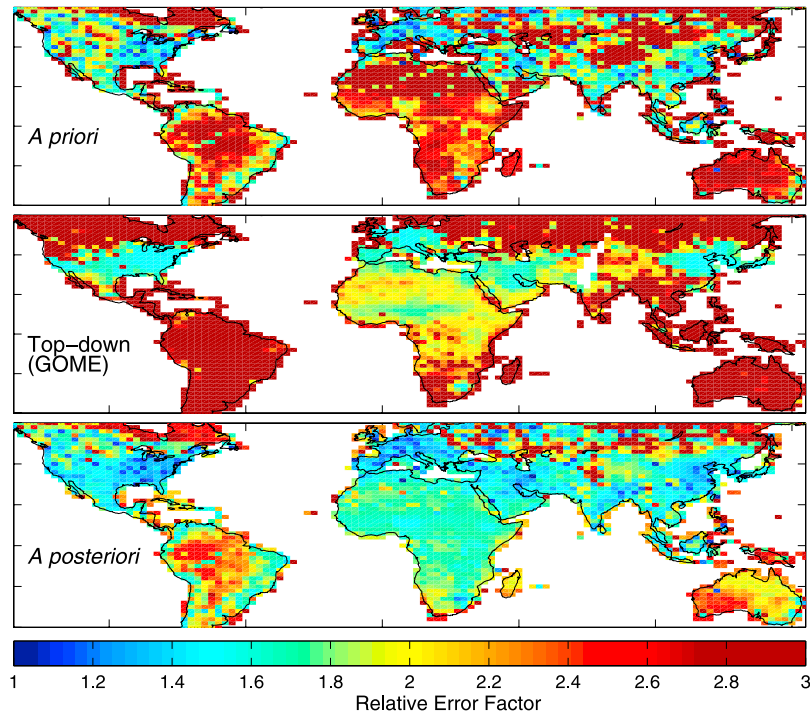 A priori
Top-down
(GOME)
A posteriori
1 1.2 1.4 1.6 1.8 2 2.2 2.4 2.6 2.8 3
Relative Error Factor